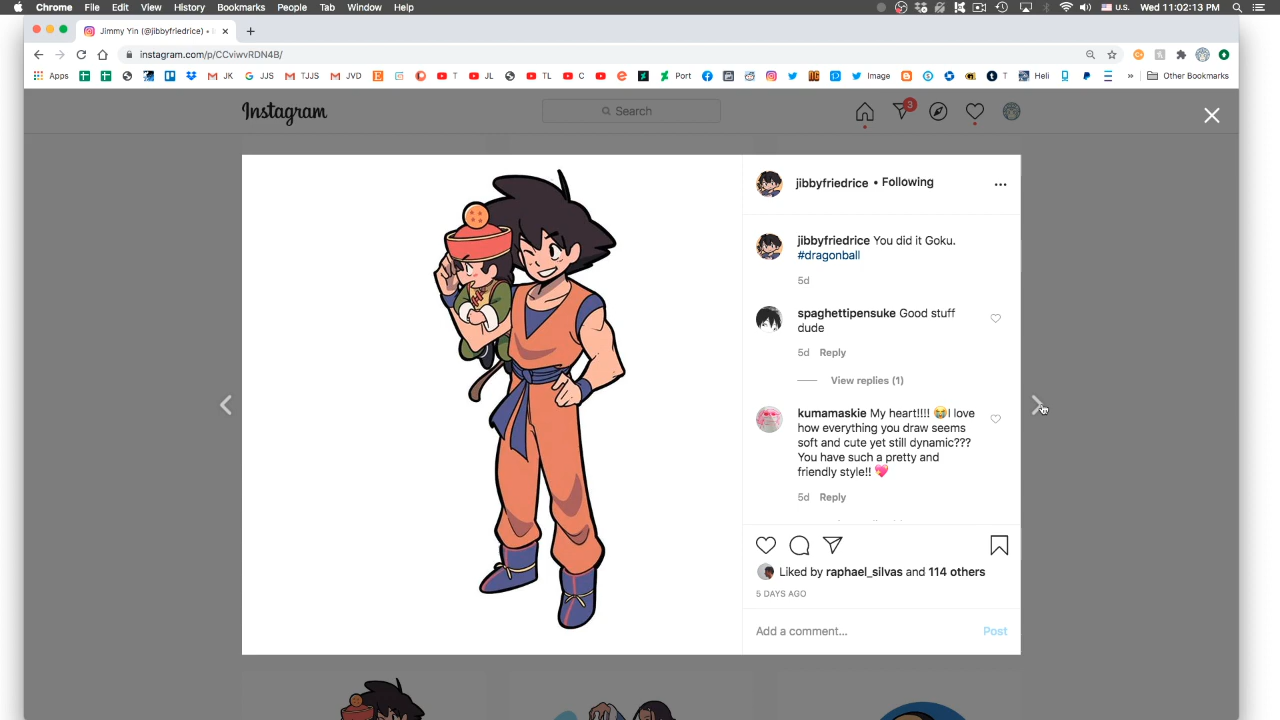 Chrome File Edit View History Bookmarks People Tab Window Help
U.S. Wed 11:02:13 PM
Jimmy Yin (@jibbyfriedrice) •
instagram.com/p/CCviwvRDN4B/
Apps JK JJS TJJS JVD T JL TL C Port Image T Heli » Other Bookmarks
Instagram
Search
3
jibbyfriedrice • Following
jibbyfriedrice You did it Goku.
#dragonball
5d
spaghettipensuke Good stuff
dude
5d Reply
View replies (1)
kumamaskie My heart!!!! 😭I love
how everything you draw seems
soft and cute yet still dynamic???
You have such a pretty and
friendly style!! 💖
5d Reply
Liked by raphael_silvas and 114 others
5 DAYS AGO
Add a comment...
Post